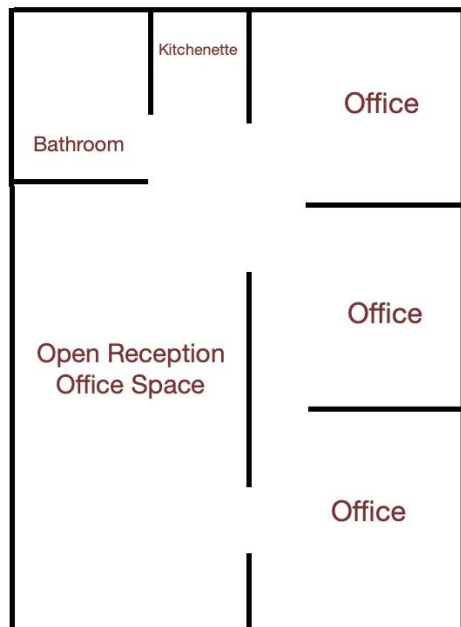 Kitchenette
Office
Bathroom
Office
Open Reception
Office Space
Office